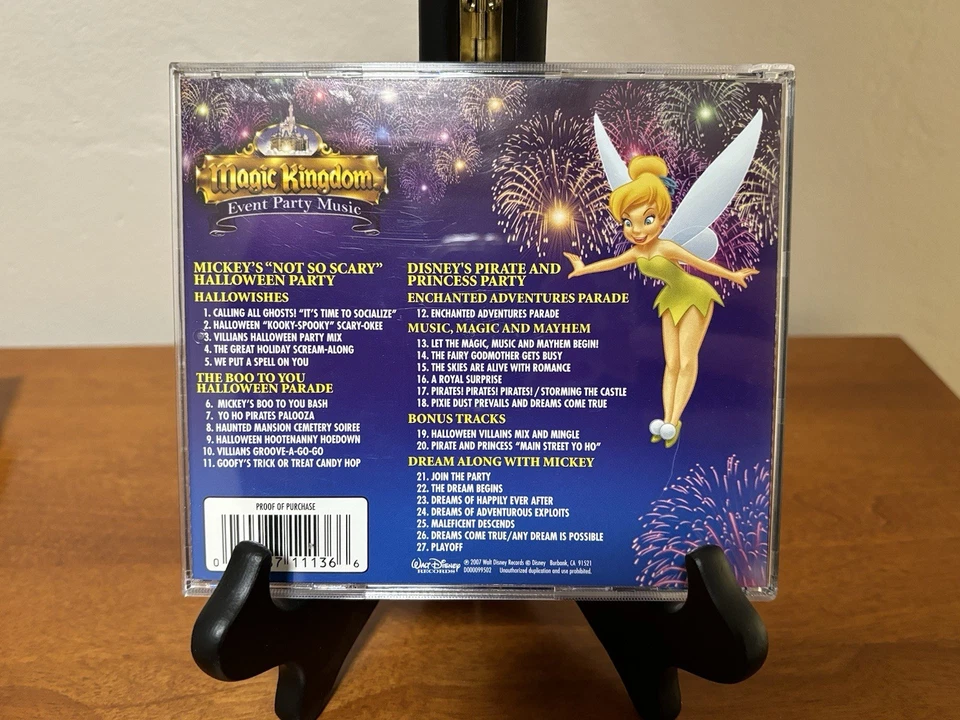 Magic Kingdom
Event Party Music
MICKEY'S "NOT SO SCARY"
HALLOWEEN PARTY
HALLOWISHES
1. CALLING ALL GHOSTS! "IT'S TIME TO SOCIALIZE"
2. HALLOWEEN "KOOKY-SPOOKY" SCARY-OKEE
3. VILLIANS HALLOWEEN PARTY MIX
4. THE GREAT HOLIDAY SCREAM-ALONG
5. WE PUT A SPELL ON YOU
THE BOO TO YOU
HALLOWEEN PARADE
6. MICKEY'S BOO TO YOU BASH
7. YO HO PIRATES PALOOZA
8. HAUNTED MANSION CEMETERY SOIREE
9. HALLOWEEN HOOTENANNY HOEDOWN
10. VILLIANS GROOVE-A-GO-GO
11. GOOFY'S TRICK OR TREAT CANDY HOP
DISNEY'S PIRATE AND
PRINCESS PARTY
ENCHANTED ADVENTURES PARADE
12. ENCHANTED ADVENTURES PARADE
MUSIC, MAGIC AND MAYHEM
13. LET THE MAGIC, MUSIC AND MAYHEM BEGIN!
14. THE FAIRY GODMOTHER GETS BUSY
15. THE SKIES ARE ALIVE WITH ROMANCE
16. A ROYAL SURPRISE
17. PIRATES! PIRATES! PIRATES! / STORMING THE CASTLE
18. PIXIE DUST PREVAILS AND DREAMS COME TRUE
BONUS TRACKS
19. HALLOWEEN VILLAINS MIX AND MINGLE
20. PIRATE AND PRINCESS "MAIN STREET YO HO"
DREAM ALONG WITH MICKEY
21. JOIN THE PARTY
22. THE DREAM BEGINS
23. DREAMS OF HAPPILY EVER AFTER
24. DREAMS OF ADVENTUROUS EXPLOITS
25. MALEFICENT DESCENDS
26. DREAMS COME TRUE/ANY DREAM IS POSSIBLE
27. PLAYOFF
PROOF OF PURCHASE
0 7 11136 6
Walt Disney
RECORDS
℗ 2007 Walt Disney Records © Disney Burbank, CA 91521
D000099502 Unauthorized duplication and use prohibited.